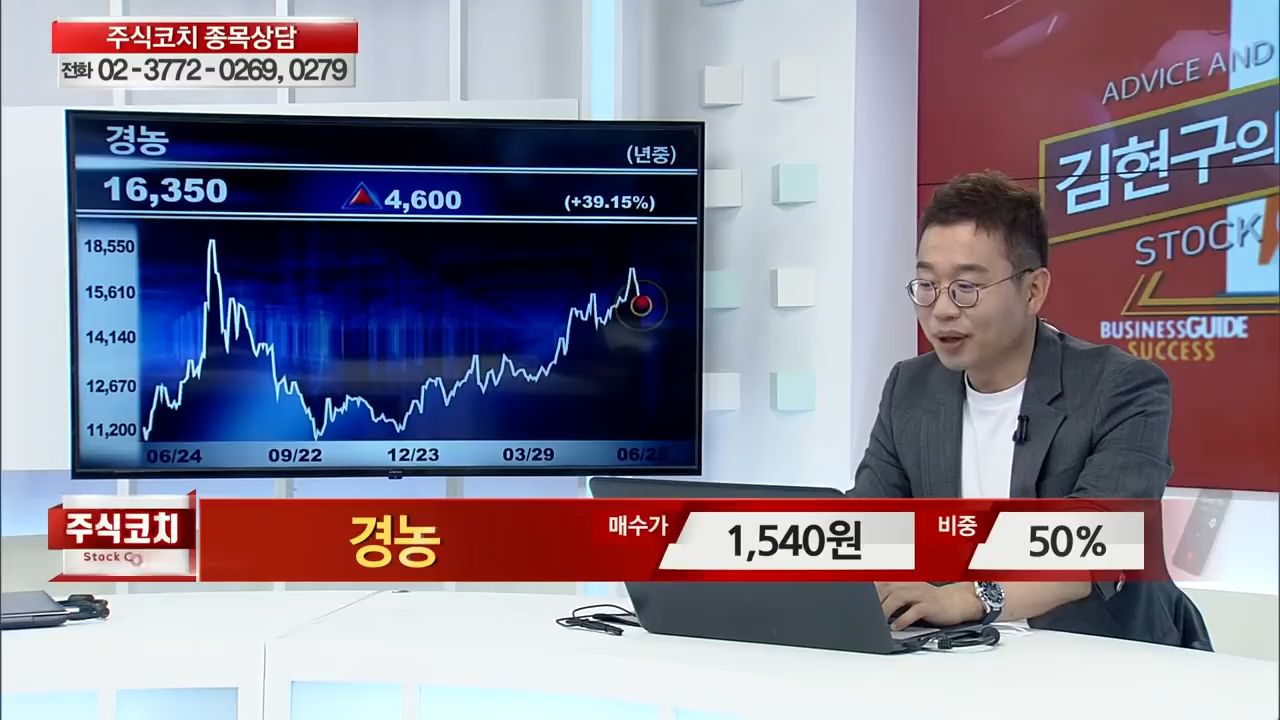 주식코치 종목상담
전화 02-3772-0269, 0279
경농
(년중)
16,350 ▲ 4,600 (+39.15%)
18,550
15,610
14,140
12,670
11,200
06/24 09/22 12/23 03/29 06/25
ADVICE AND
김현구의
STOCK
BUSINESSGUIDE
SUCCESS
주식코치
Stock Co
경농 매수가 1,540원 비중 50%